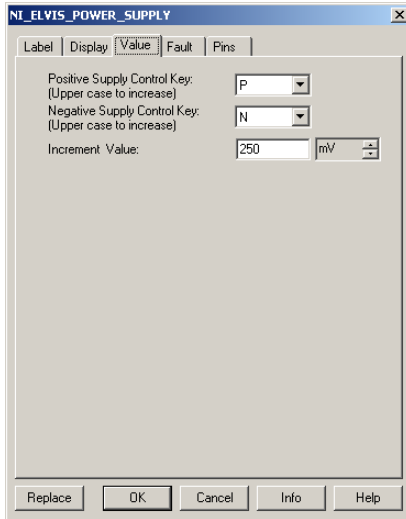 NI_ELVIS_POWER_SUPPLY
Label Display Value Fault Pins
Positive Supply Control Key: P
(Upper case to increase)
Negative Supply Control Key: N
(Upper case to increase)
Increment Value: 250 mV
Replace OK Cancel Info Help